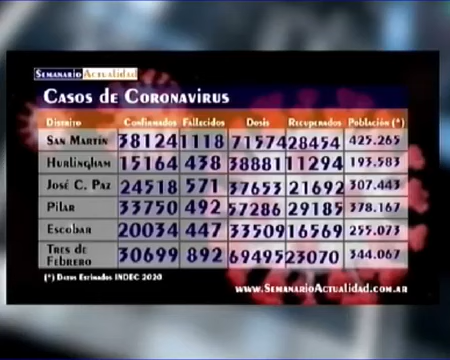 Semanario Actualidad
Casos de Coronavirus
Distrito Confirmados Fallecidos Dosis Recuperados Población (*)
San Martín 38124 1118 71574 28454 425.265
Hurlingham 15164 438 38881 11294 193.583
José C. Paz 24518 571 37653 21692 307.443
Pilar 33750 492 57286 29185 378.167
Escobar 20034 447 33509 16569 255.073
Tres de
Febrero 30699 892 69495 23070 344.067
(*) Datos Estimados INDEC 2020
www.SemanarioActualidad.com.ar